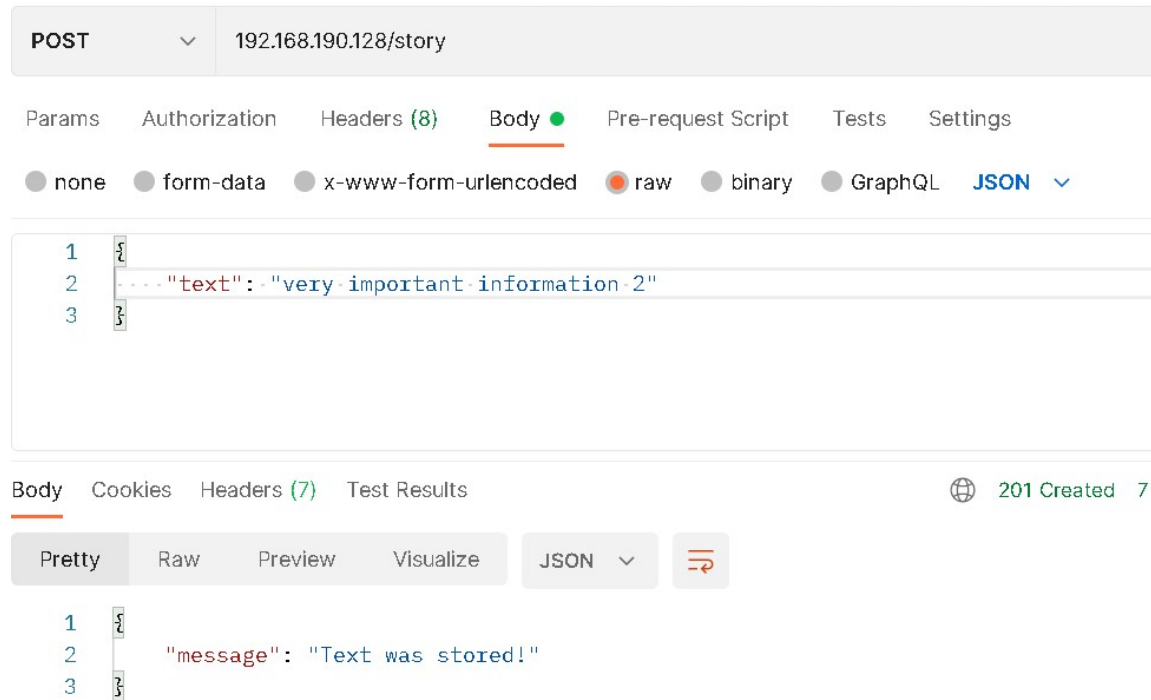 POST 192.168.190.128/story
Params Authorization Headers (8) Body Pre-request Script Tests Settings
none form-data x-www-form-urlencoded raw binary GraphQL JSON
1 {
2 "text": "very important information 2"
3 }
Body Cookies Headers (7) Test Results 201 Created 7
Pretty Raw Preview Visualize JSON
1 {
2 "message": "Text was stored!"
3 }